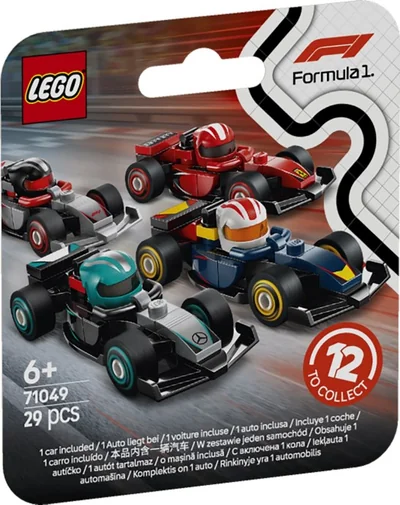 LEGO
Formula 1.
6+
71049
29 pcs
12
TO COLLECT
1 car included / 1 Auto liegt bei / 1 voiture incluse / 1 auto inclusa / Incluye 1 coche /
1 carro incluído / 本品内含一辆汽车 / W zestawie jeden samochód / Obsahuje 1
autíčko / 1 autót tartalmaz / o mașină inclusă / С включена 1 кола / Iekļauta 1
automašīna / Komplektis on 1 auto / Rinkinyje yra 1 automobilis